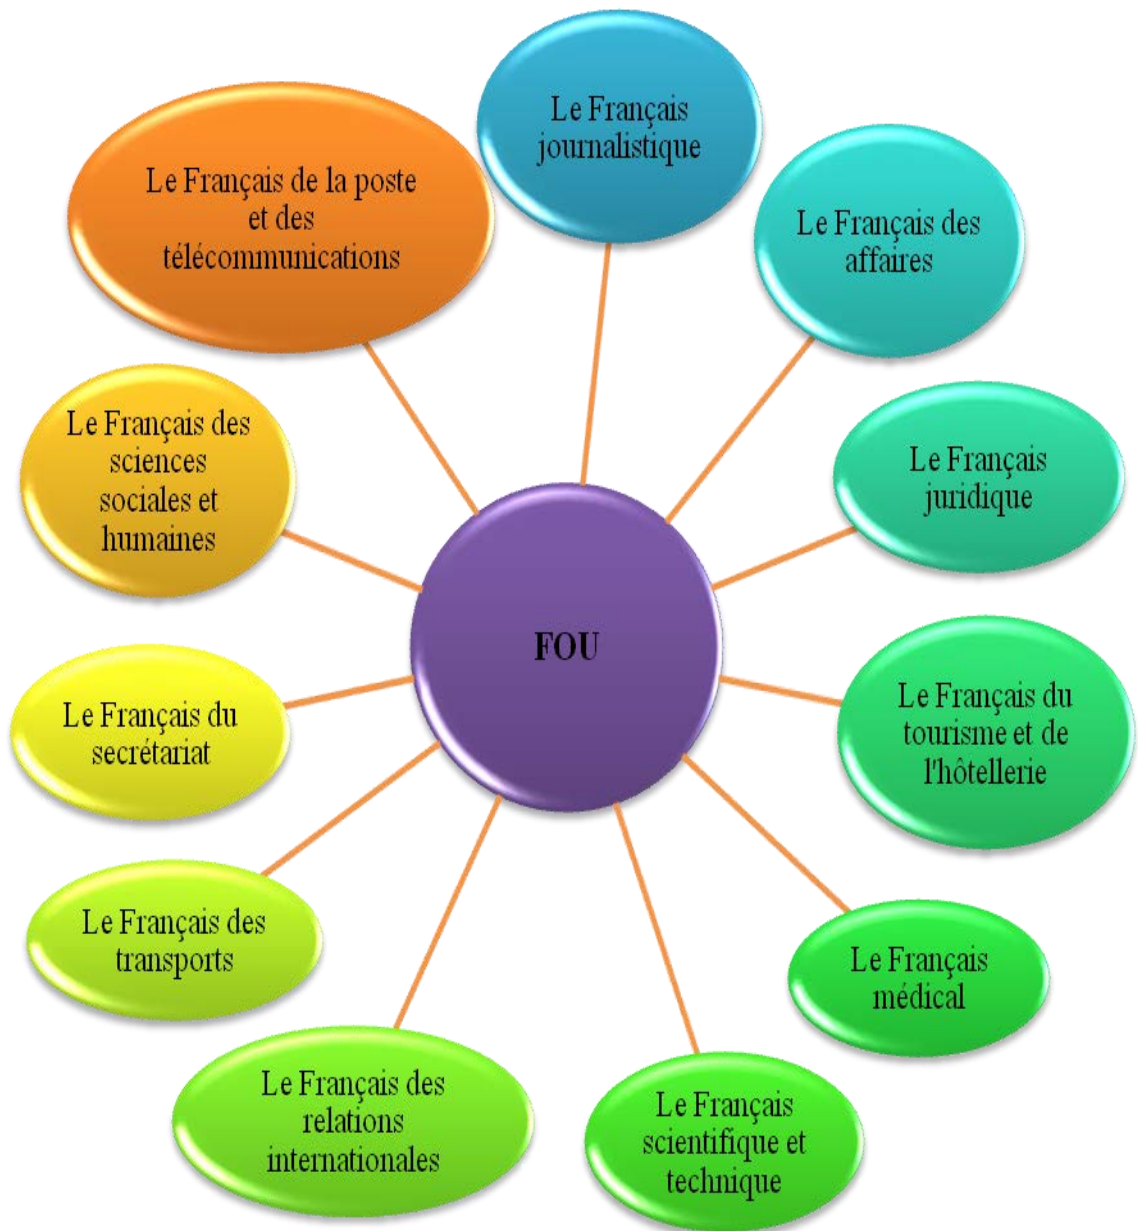 Le Français
journalistique
Le Français des
affaires
Le Français
juridique
Le Français du
tourisme et de
l'hôtellerie
Le Français
médical
Le Français
scientifique et
technique
Le Français des
relations
internationales
Le Français des
transports
Le Français du
secrétariat
Le Français des
sciences
sociales et
humaines
Le Français de la poste
et des
télécommunications
FOU